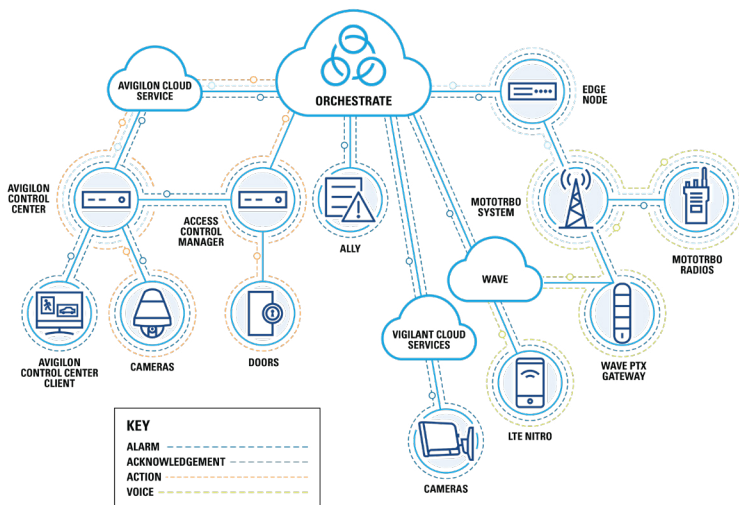 AVIGILON CLOUD
SERVICE
ORCHESTRATE
EDGE
NODE
AVIGILON
CONTROL
CENTER
ACCESS
CONTROL
MANAGER
ALLY
MOTOTRBO
SYSTEM
MOTOTRBO
RADIOS
WAVE
AVIGILON
CONTROL CENTER
CLIENT
CAMERAS
DOORS
VIGILANT CLOUD
SERVICES
WAVE PTX
GATEWAY
LTE NITRO
CAMERAS
KEY
ALARM
ACKNOWLEDGEMENT
ACTION
VOICE